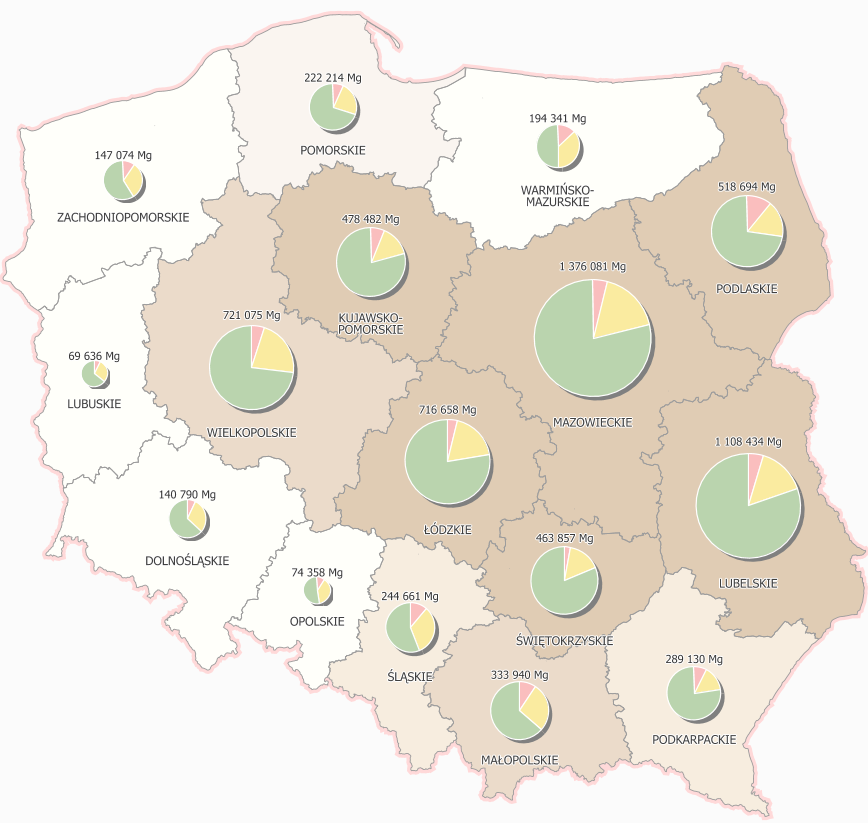 222 214 Mg
POMORSKIE
194 341 Mg
WARMIŃSKO-
MAZURSKIE
147 074 Mg
ZACHODNIOPOMORSKIE
518 694 Mg
PODLASKIE
478 482 Mg
KUJAWSKO-
POMORSKIE
1 376 081 Mg
MAZOWIECKIE
721 075 Mg
WIELKOPOLSKIE
69 636 Mg
LUBUSKIE
716 658 Mg
ŁÓDZKIE
1 108 434 Mg
LUBELSKIE
140 790 Mg
DOLNOŚLĄSKIE
463 857 Mg
ŚWIĘTOKRZYSKIE
74 358 Mg
OPOLSKIE
244 661 Mg
ŚLĄSKIE
333 940 Mg
MAŁOPOLSKIE
289 130 Mg
PODKARPACKIE